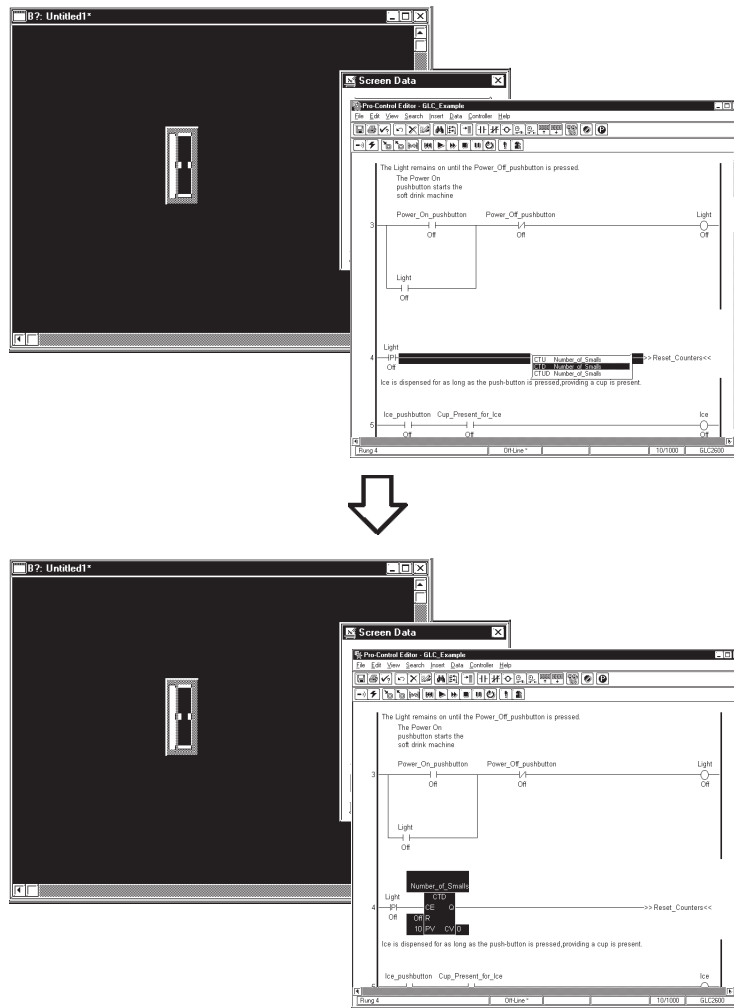 B?: Untitled1*
Screen Data
Pro-Control Editor - GLC_Example
File Edit View Search Insert Data Controller Help
The Light remains on until the Power_Off_pushbutton is pressed.
The Power On
pushbutton starts the
soft drink machine
Power_On_pushbutton Power_Off_pushbutton Light
3
Off Off Off
Light
Off
Light
4 P >> Reset_Counters<<
CTU Number_of_Smalls
CTD Number_of_Smalls
CTUD Number_of_Smalls
Off
Ice is dispensed for as long as the push-button is pressed,providing a cup is present.
Ice_pushbutton Cup_Present_for_Ice Ice
5
Off Off Off
Rung 4 Off-Line * 10/1000 GLC2600
B?: Untitled1*
Screen Data
Pro-Control Editor - GLC_Example
File Edit View Search Insert Data Controller Help
The Light remains on until the Power_Off_pushbutton is pressed.
The Power On
pushbutton starts the
soft drink machine
Power_On_pushbutton Power_Off_pushbutton Light
3
Off Off Off
Light
Off
Number_of_Smalls
Light CTD
4 P CE Q >> Reset_Counters<<
Off Off R
10 PV CV 0
Ice is dispensed for as long as the push-button is pressed,providing a cup is present.
Ice_pushbutton Cup_Present_for_Ice Ice
5
Rung 4 Off-Line * 10/1000 GLC2600